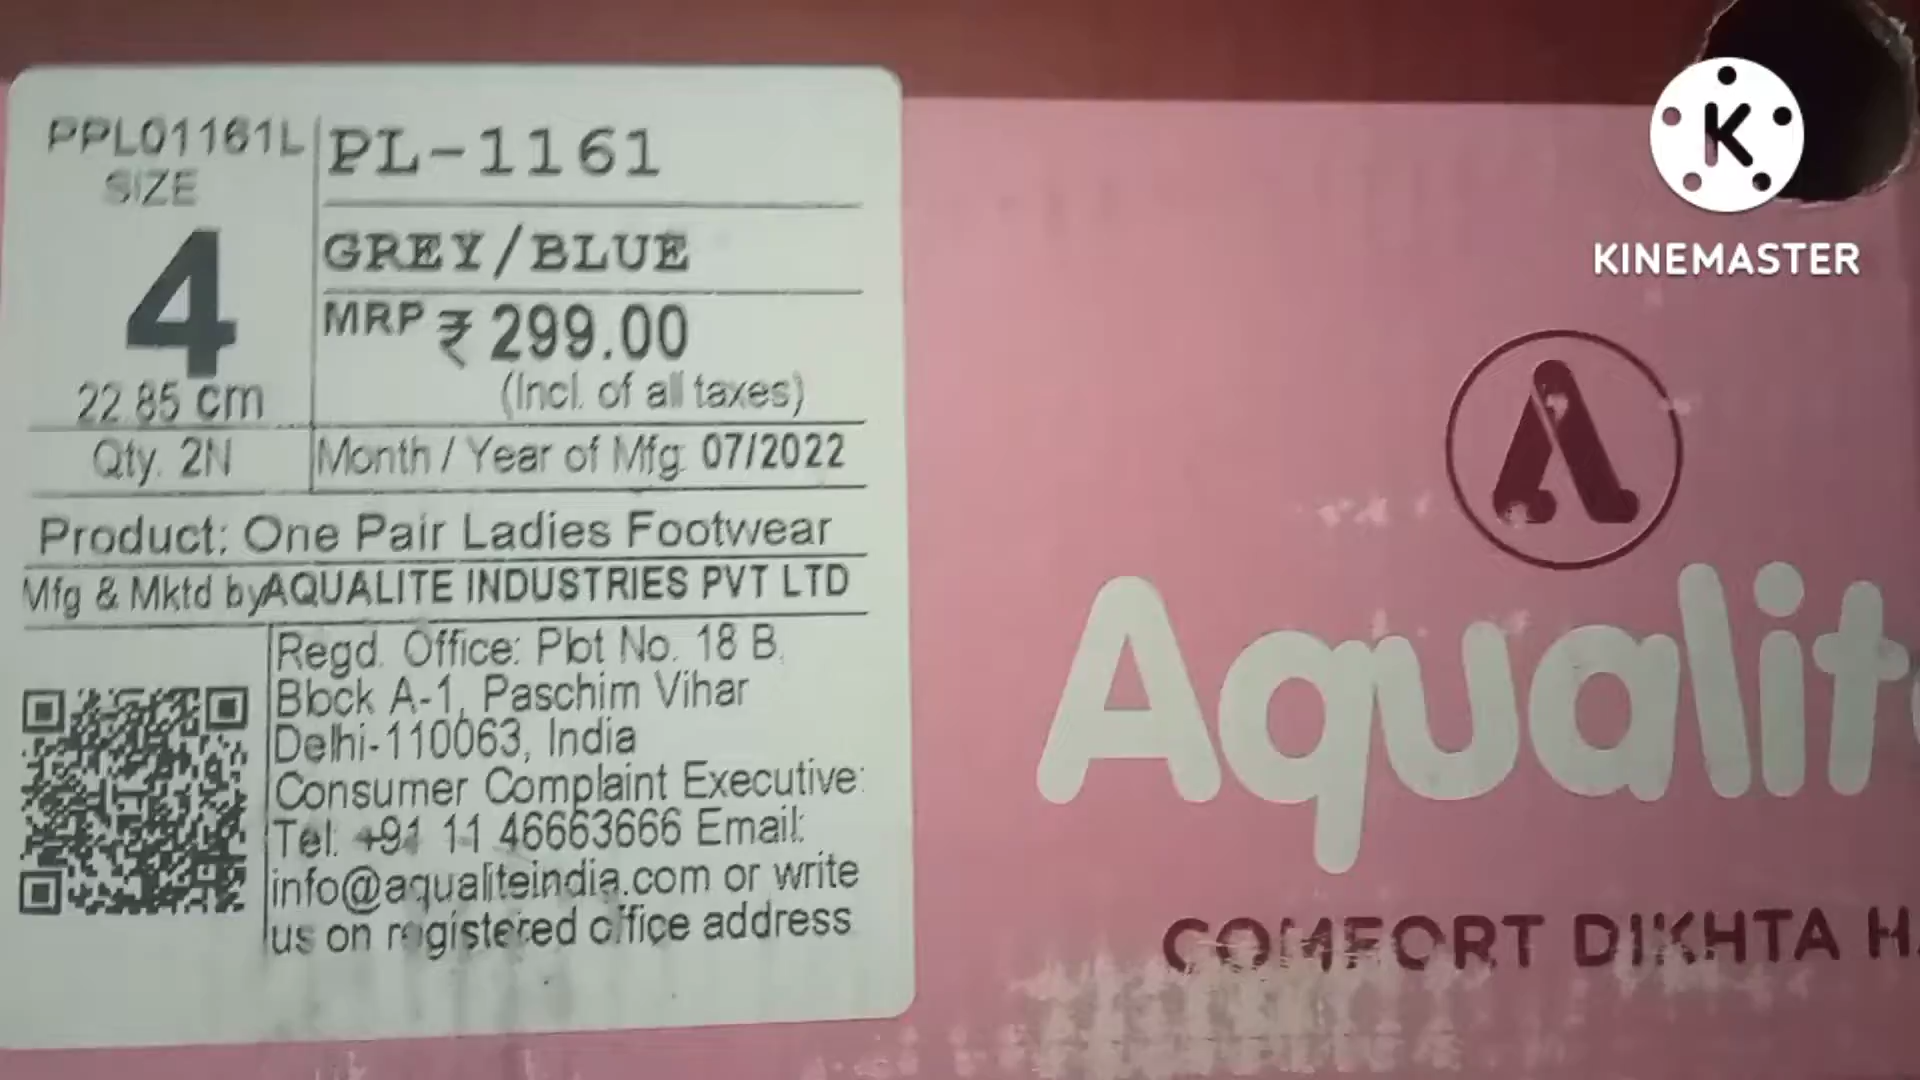 PPL01161L
SIZE
4
22.85 cm
Qty. 2N
PL-1161
GREY/BLUE
MRP ₹ 299.00
(Incl. of all taxes)
Month / Year of Mfg: 07/2022
Product: One Pair Ladies Footwear
Mfg & Mktd by AQUALITE INDUSTRIES PVT LTD
Regd. Office: Plot No. 18 B,
Block A-1, Paschim Vihar
Delhi-110063, India
Consumer Complaint Executive:
Tel: +91 11 46663666 Email:
info@aqualiteindia.com or write
us on registered office address
K
KINEMASTER
Aqualit
COMFORT DIKHTA H